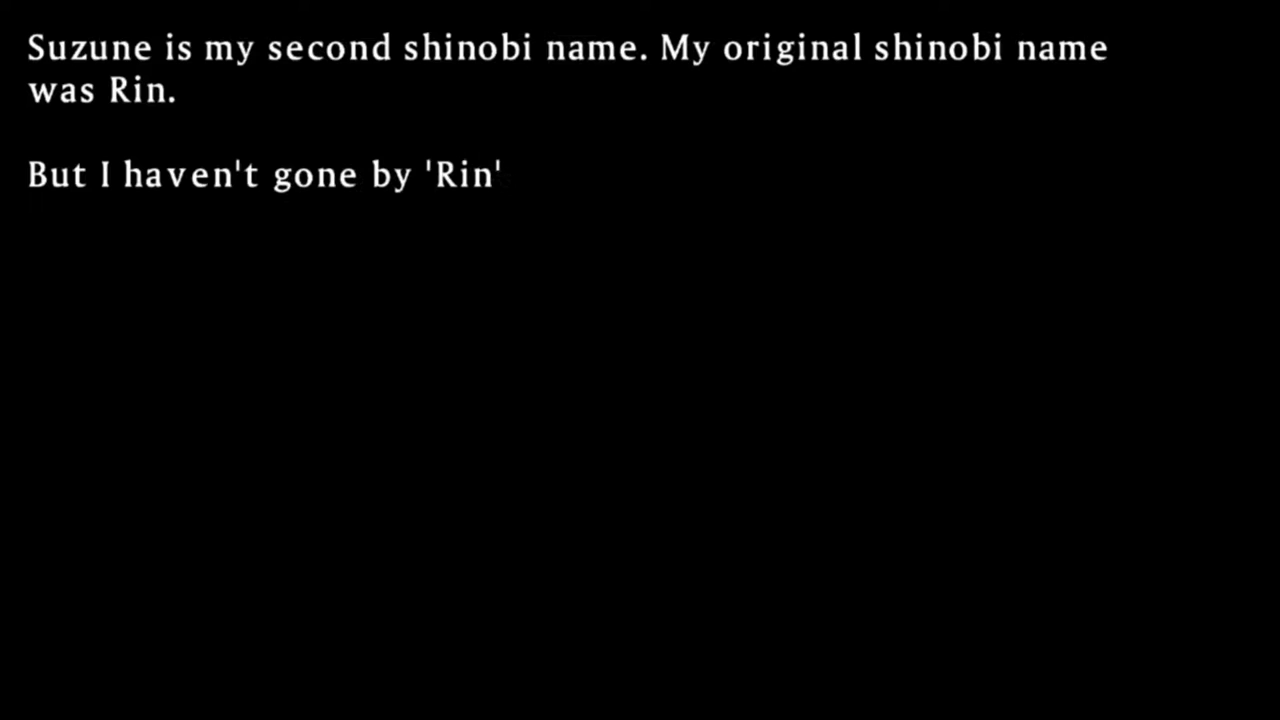 Suzune is my second shinobi name. My original shinobi name
was Rin.
But I haven't gone by 'Rin'